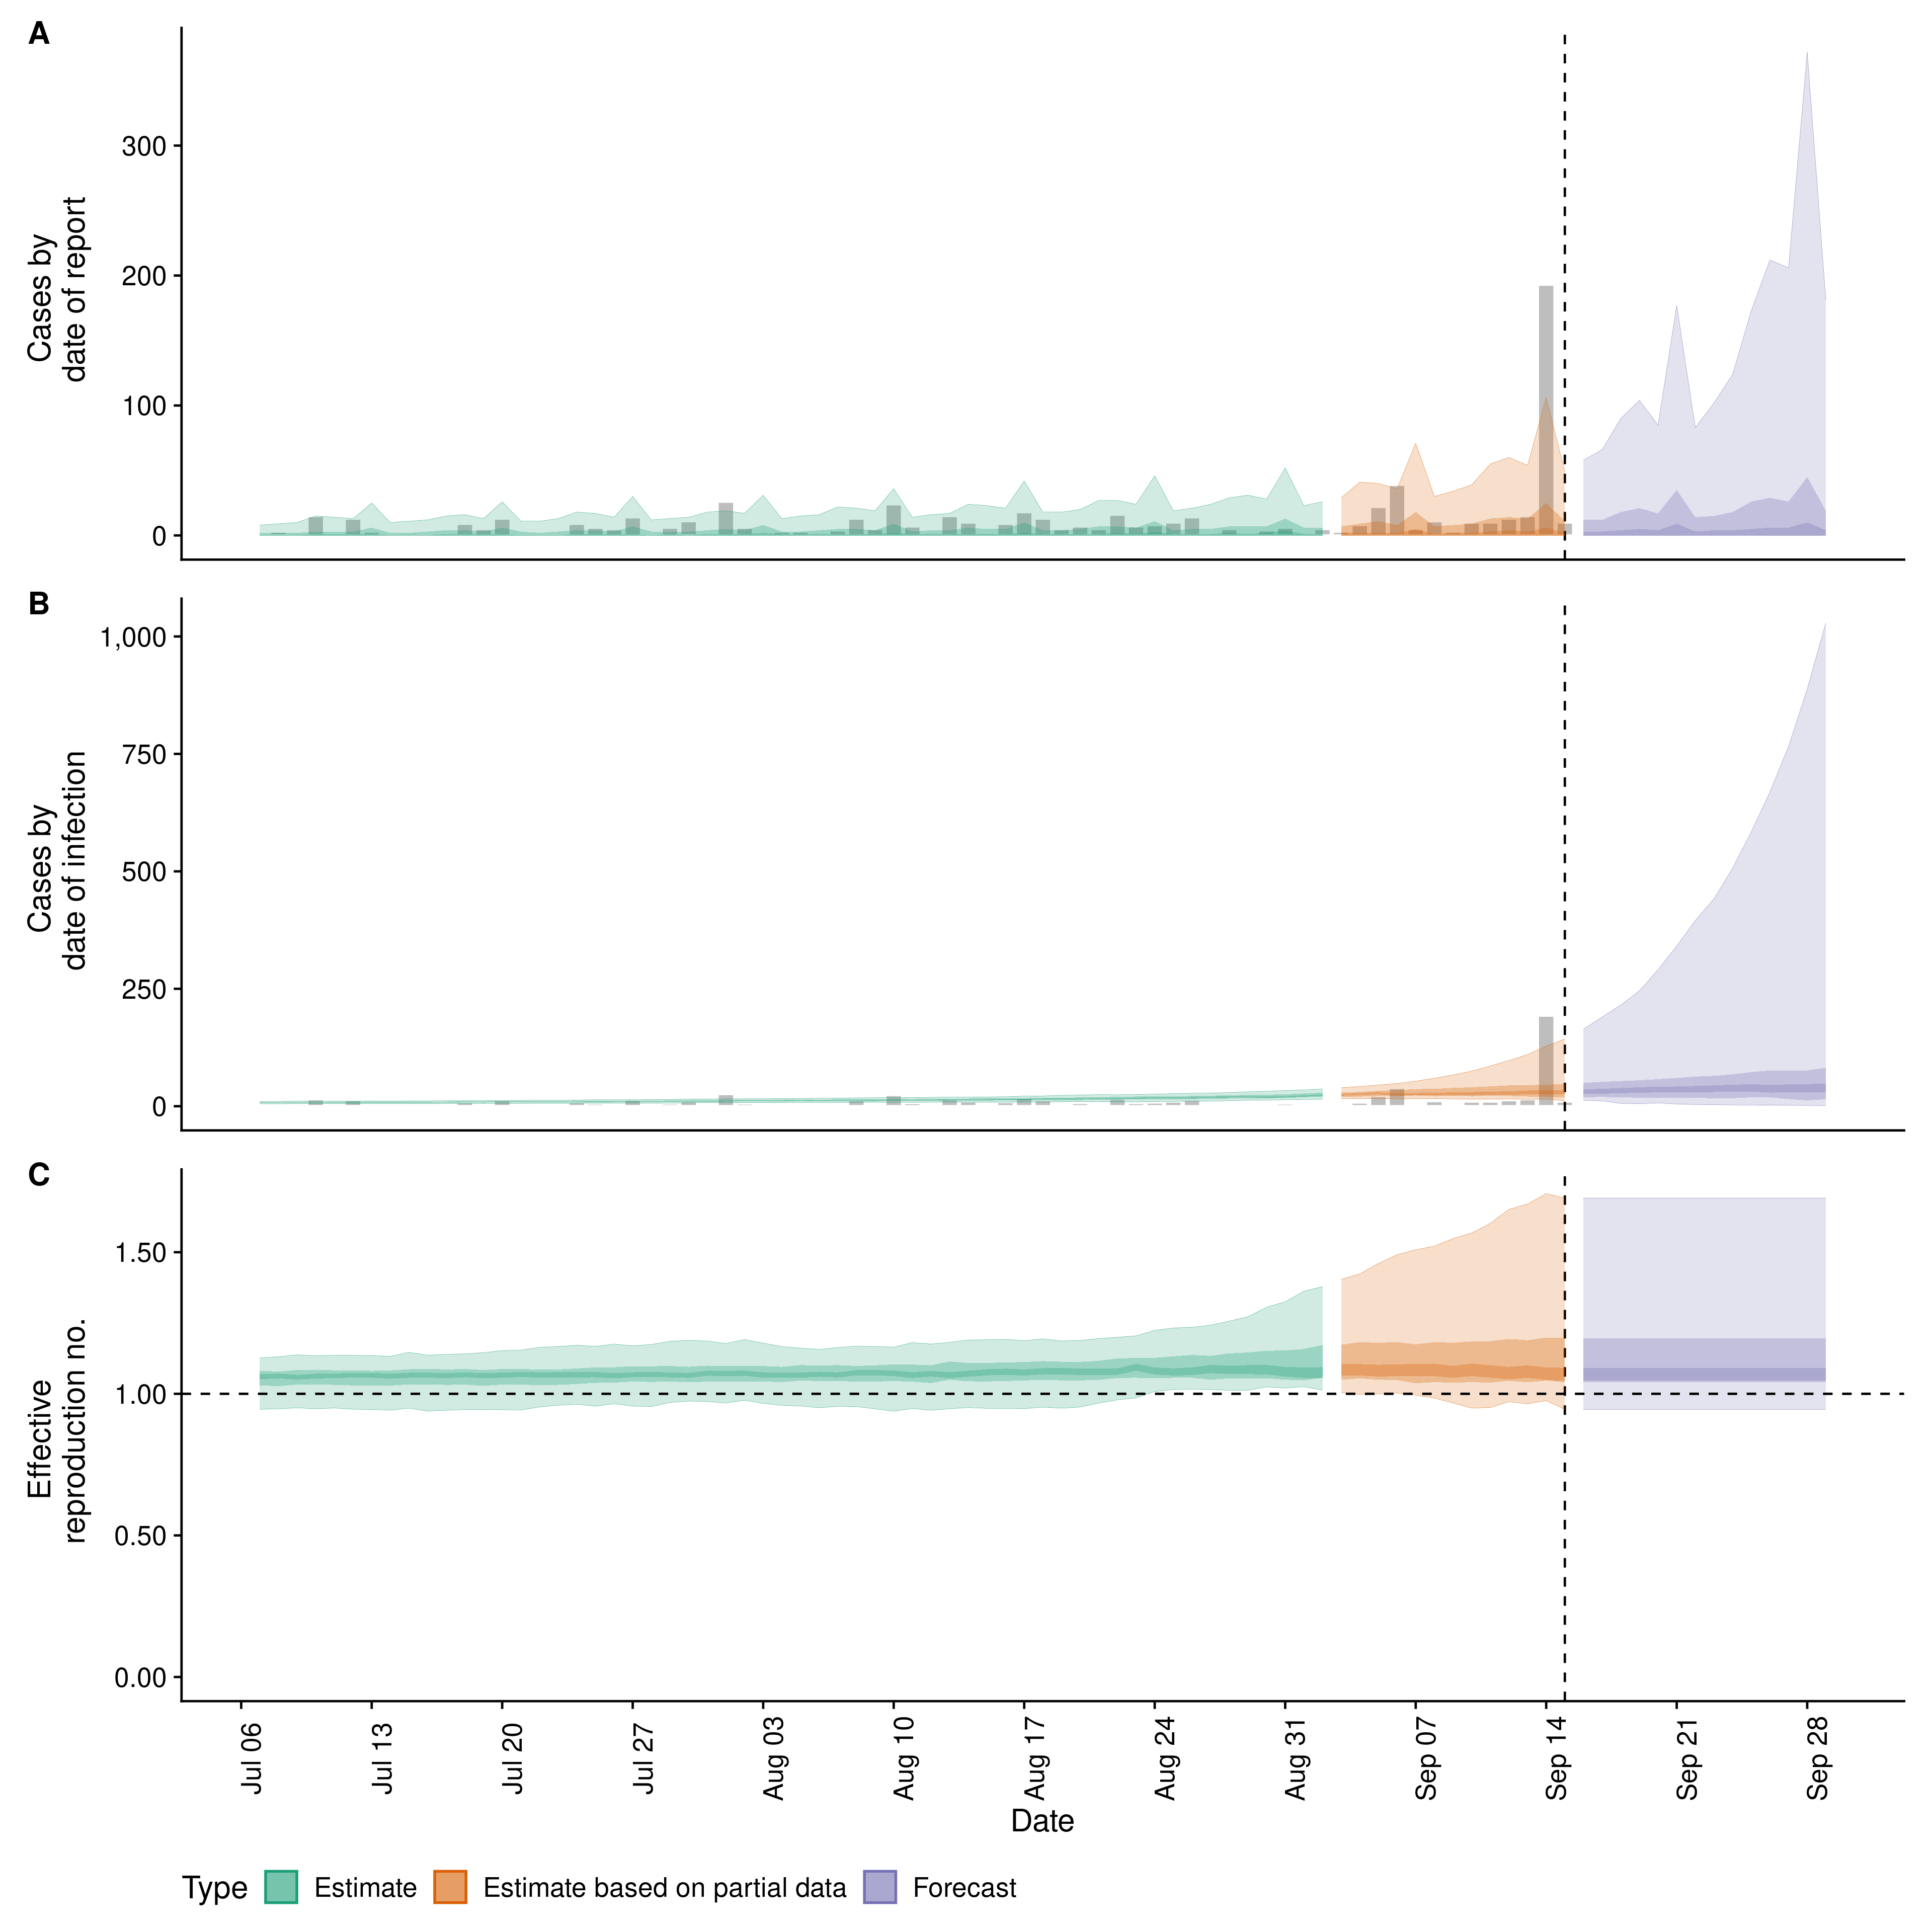 A
Cases by
date of report
300
200
100
0
B
Cases by
date of infection
1,000
750
500
250
0
C
Effective
reproduction no.
1.50
1.00
0.50
0.00
Jul 06
Jul 13
Jul 20
Jul 27
Aug 03
Aug 10
Aug 17
Aug 24
Aug 31
Sep 07
Sep 14
Sep 21
Sep 28
Date
Type Estimate Estimate based on partial data Forecast